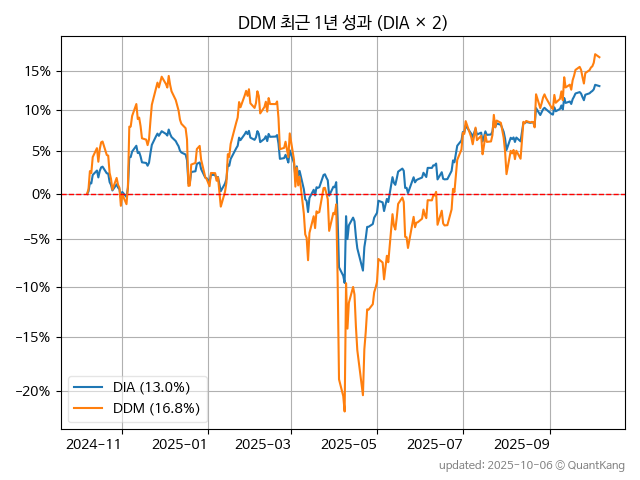 DDM 최근 1년 성과 (DIA × 2)
15%
10%
5%
0%
−5%
−10%
−15%
−20%
DIA (13.0%)
DDM (16.8%)
2024-11 2025-01 2025-03 2025-05 2025-07 2025-09
updated: 2025-10-06 © QuantKang